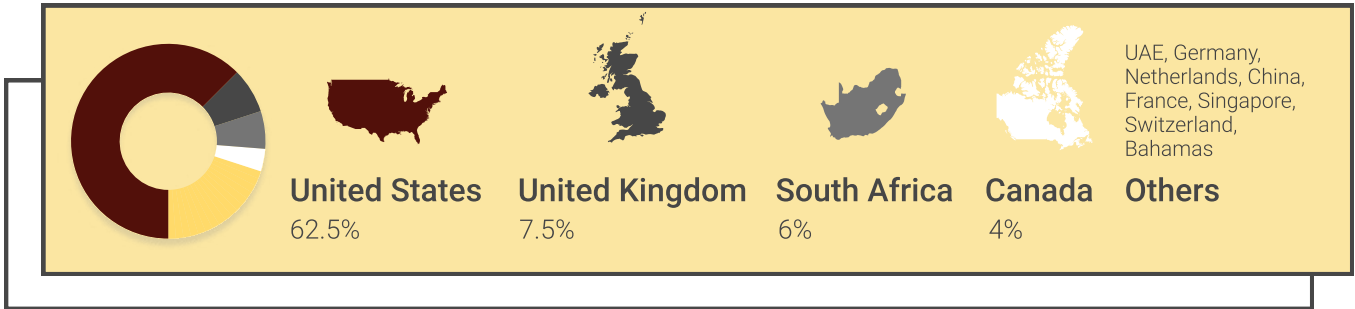 UAE, Germany,
Netherlands, China,
France, Singapore,
Switzerland,
Bahamas
United States
62.5%
United Kingdom
7.5%
South Africa
6%
Canada
4%
Others